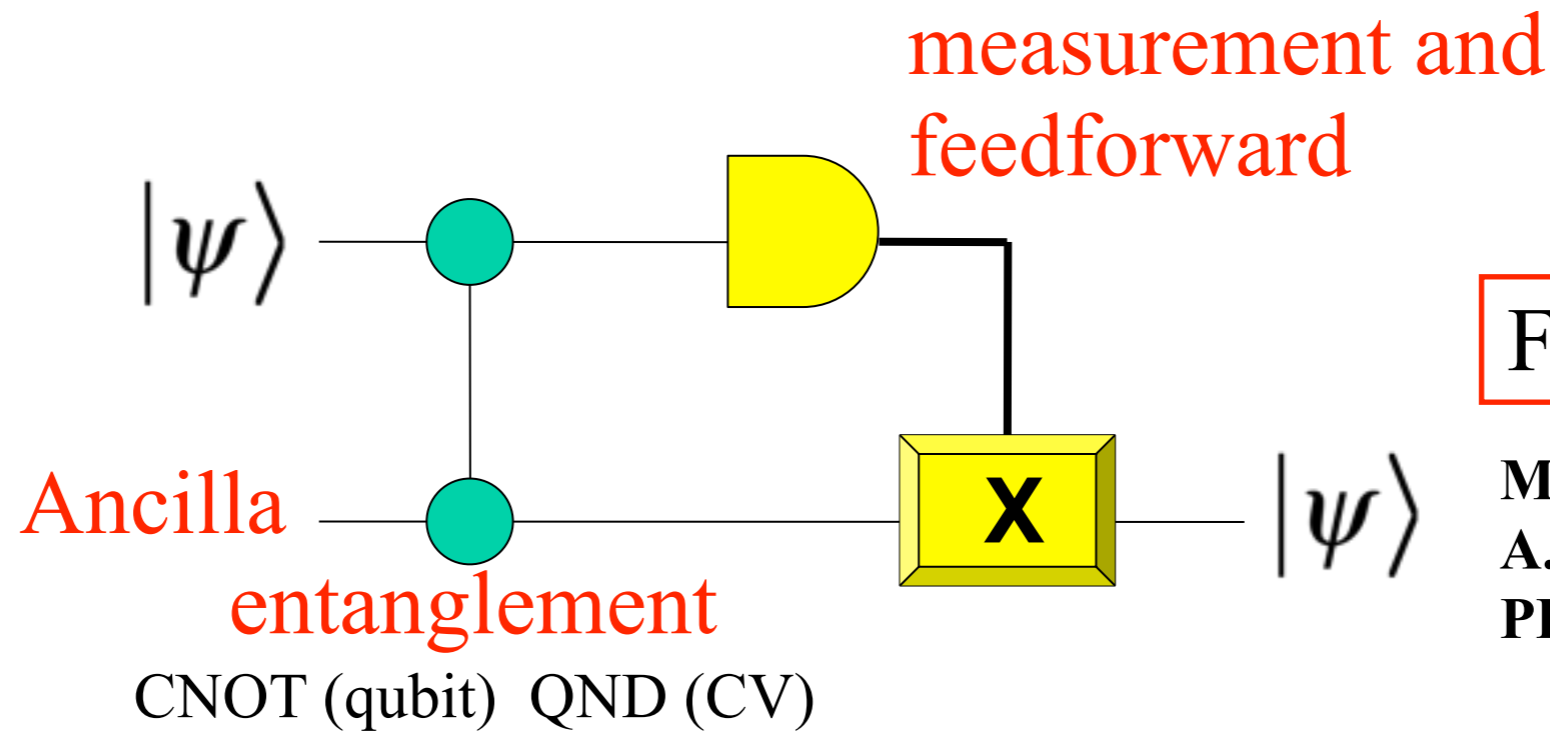 measurement and
feedforward
|ψ⟩
Ancilla
X
|ψ⟩
entanglement
CNOT (qubit) QND (CV)
F
M
A.